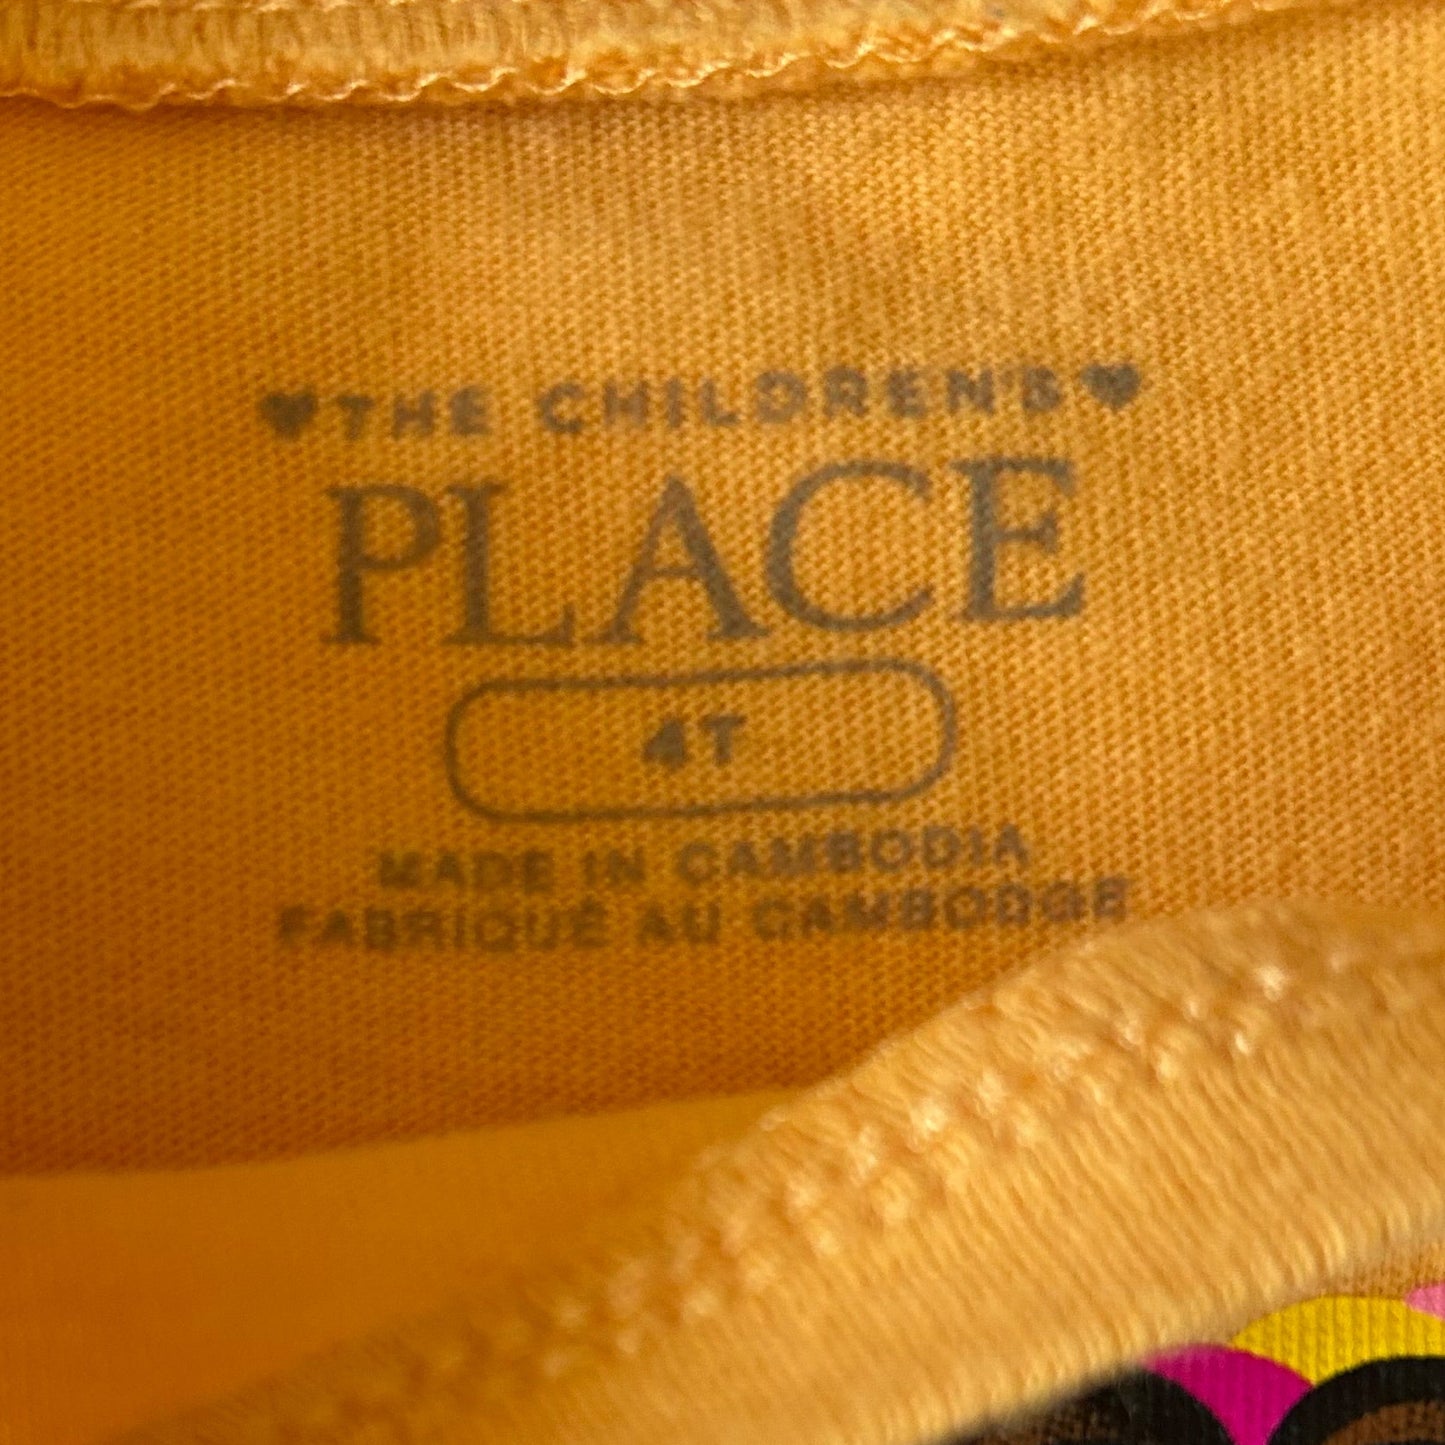 THE CHILDREN'S
PLACE
4T
MADE IN CAMBODIA
FABRIQUÉ AU CAMBODGE